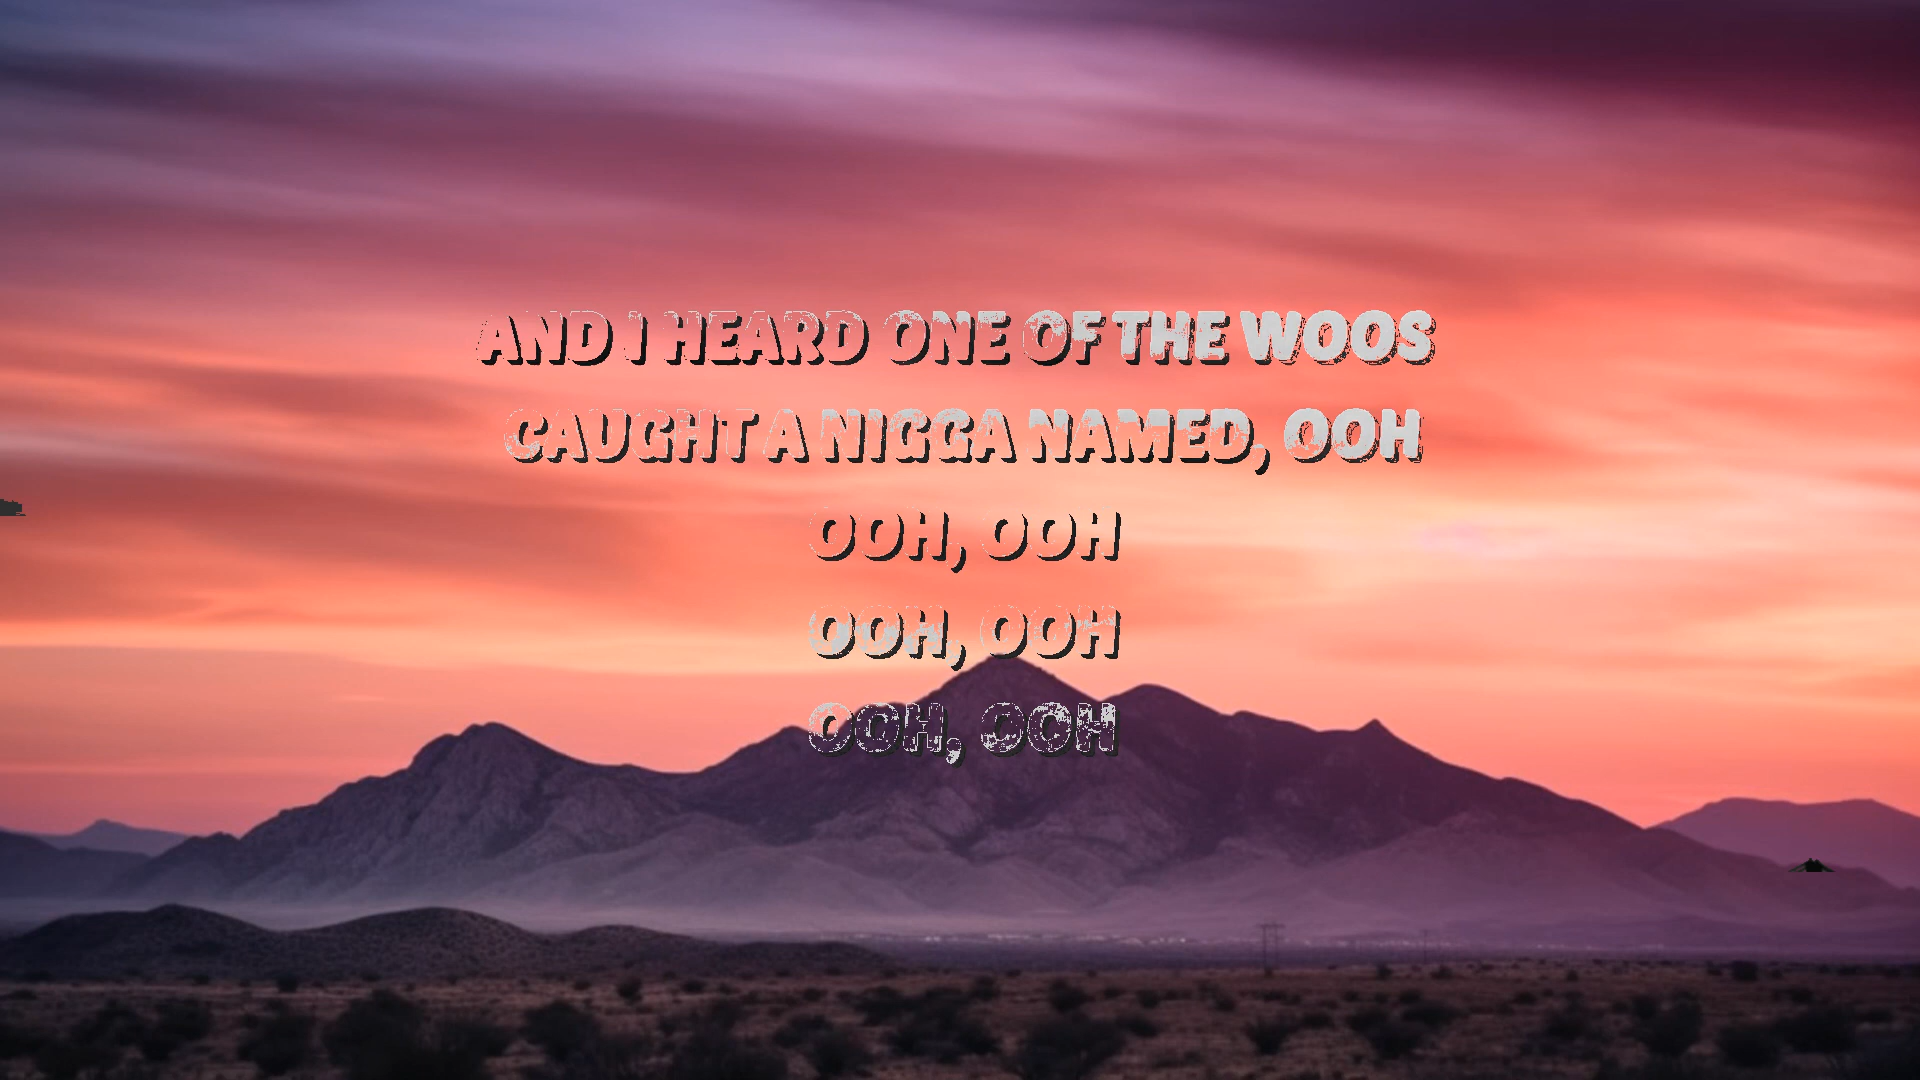 AND I HEARD ONE OF THE WOOS
CAUGHT A NIGGA NAMED, OOH
OOH, OOH
OOH, OOH
OOH, OOH